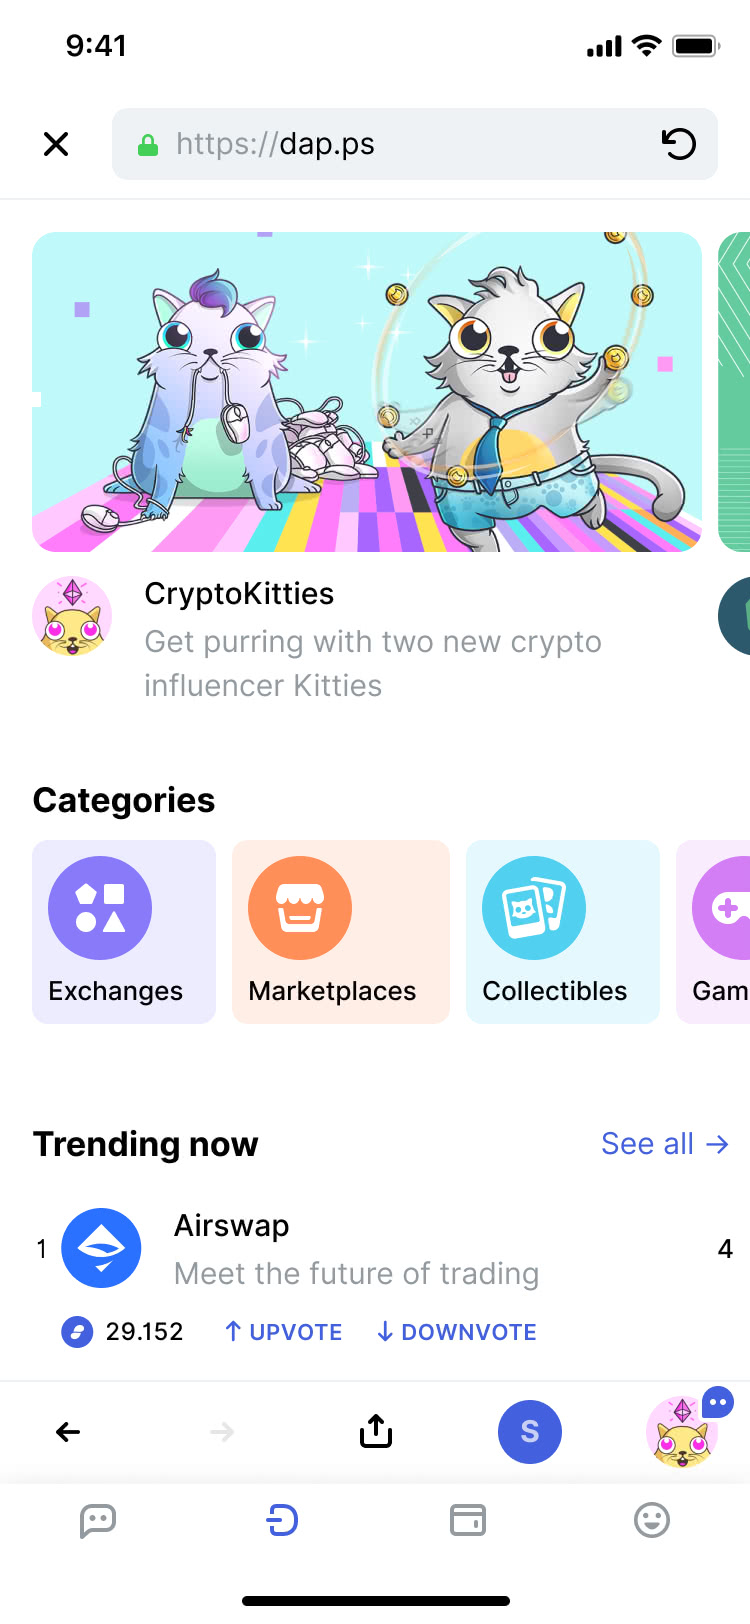 9:41
https://dap.ps
CryptoKitties
Get purring with two new crypto
influencer Kitties
Categories
Exchanges
Marketplaces
Collectibles
Gam
Trending now
See all →
1
Airswap
4
Meet the future of trading
29.152
↑ UPVOTE
↓ DOWNVOTE
S